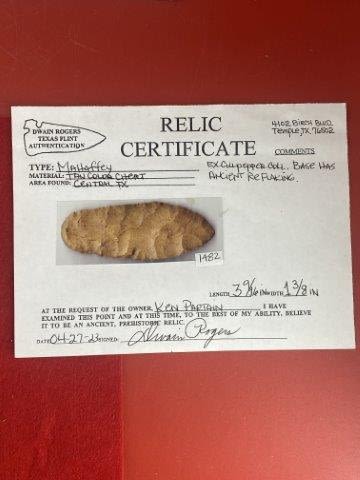 DWAIN ROGERS
TEXAS FLINT
AUTHENTICATION
RELIC
CERTIFICATE
4102 BIRCH BLVD.
TEMPLE, TX 76502
COMMENTS
EX CULPEPPER COLL. BASE HAS
ANCIENT REFLAKING.
TYPE: MAHAFFEY
MATERIAL: TAN COLOR CHERT
AREA FOUND: CENTRAL TX
1482
LENGTH 3 9/16 IN WIDTH 1 3/8 IN
AT THE REQUEST OF THE OWNER, KEN PARTAIN I HAVE
EXAMINED THIS POINT AND AT THIS TIME, TO THE BEST OF MY ABILITY, BELIEVE
IT TO BE AN ANCIENT, PREHISTORIC RELIC.
DATE 04-27-23 SIGNED: Dwain Rogers